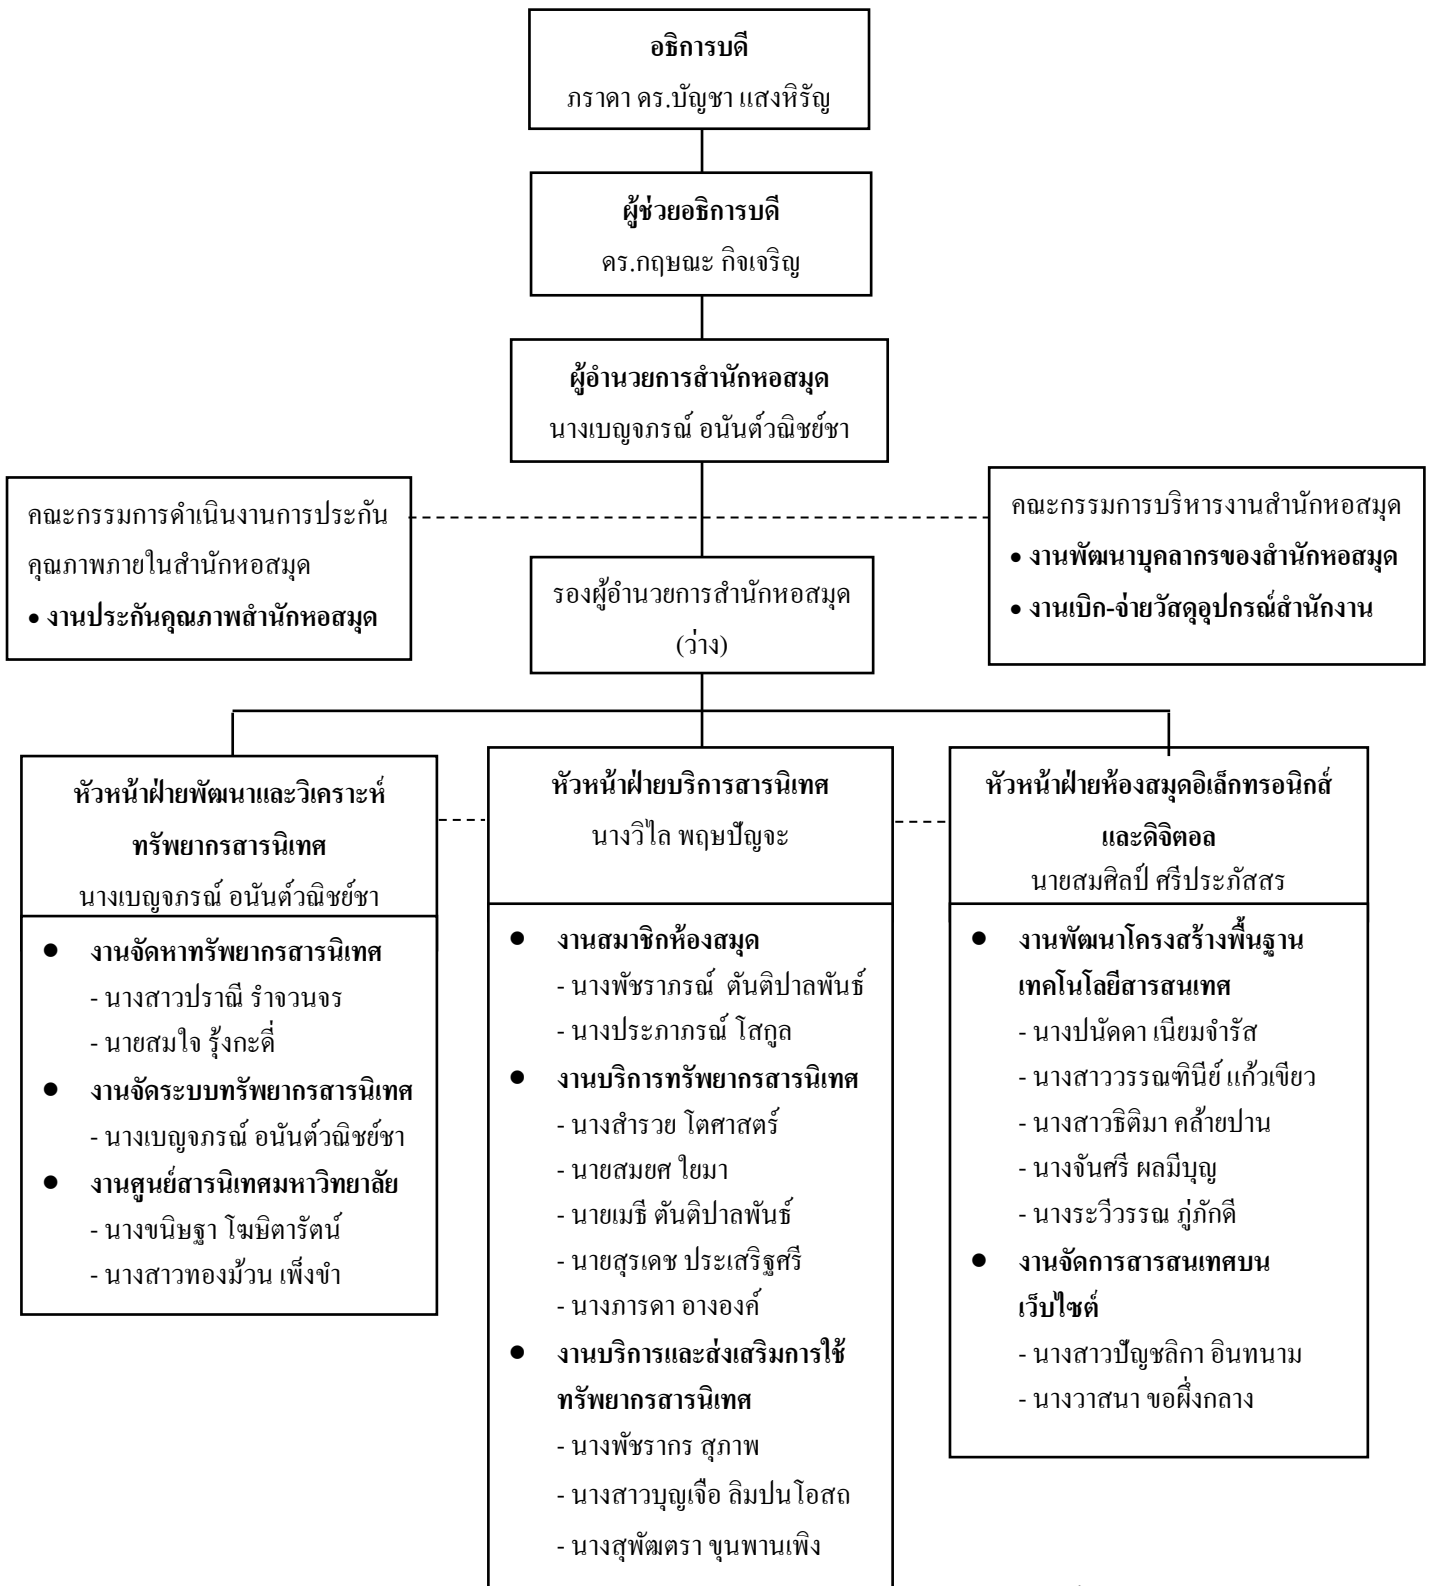 อธิการบดี
ภราดา ดร.บัญชา แสงหิรัญ
ผู้ช่วยอธิการบดี
ดร.กฤษณะ กิจเจริญ
ผู้อำนวยการสำนักหอสมุด
นางเบญจภรณ์ อนันต์วณิชย์ชา
คณะกรรมการดำเนินงานการประกัน
คุณภาพภายในสำนักหอสมุด
• งานประกันคุณภาพสำนักหอสมุด
คณะกรรมการบริหารงานสำนักหอสมุด
• งานพัฒนาบุคลากรของสำนักหอสมุด
• งานเบิก-จ่ายวัสดุอุปกรณ์สำนักงาน
รองผู้อำนวยการสำนักหอสมุด
(ว่าง)
หัวหน้าฝ่ายพัฒนาและวิเคราะห์
ทรัพยากรสารนิเทศ
นางเบญจภรณ์ อนันต์วณิชย์ชา
● งานจัดหาทรัพยากรสารนิเทศ
- นางสาวปราณี รำจวนจร
- นายสมใจ รุ้งกะดี่
● งานจัดระบบทรัพยากรสารนิเทศ
- นางเบญจภรณ์ อนันต์วณิชย์ชา
● งานศูนย์สารนิเทศมหาวิทยาลัย
- นางขนิษฐา โฆษิตารัตน์
- นางสาวทองม้วน เพ็งขำ
หัวหน้าฝ่ายบริการสารนิเทศ
นางวิไล พฤษปัญจะ
● งานสมาชิกห้องสมุด
- นางพัชราภรณ์ ตันติปาลพันธ์
- นางประภาภรณ์ โสกูล
● งานบริการทรัพยากรสารนิเทศ
- นางสำรวย โตศาสตร์
- นายสมยศ ใยมา
- นายเมธี ตันติปาลพันธ์
- นายสุรเดช ประเสริฐศรี
- นางภารดา อางองค์
● งานบริการและส่งเสริมการใช้
ทรัพยากรสารนิเทศ
- นางพัชรากร สุภาพ
- นางสาวบุญเจือ ลิมปนโอสถ
- นางสุพัฒตรา ขุนพานเพิง
หัวหน้าฝ่ายห้องสมุดอิเล็กทรอนิกส์
และดิจิตอล
นายสมศิลป์ ศรีประภัสสร
● งานพัฒนาโครงสร้างพื้นฐาน
เทคโนโลยีสารสนเทศ
- นางปนัดดา เนียมจำรัส
- นางสาววรรณฑินีย์ แก้วเขียว
- นางสาวธิติมา คล้ายปาน
- นางจันศรี ผลมีบุญ
- นางระวีวรรณ ภู่ภักดี
● งานจัดการสารสนเทศบน
เว็บไซต์
- นางสาวปัญชลิกา อินทนาม
- นางวาสนา ขอผึ่งกลาง